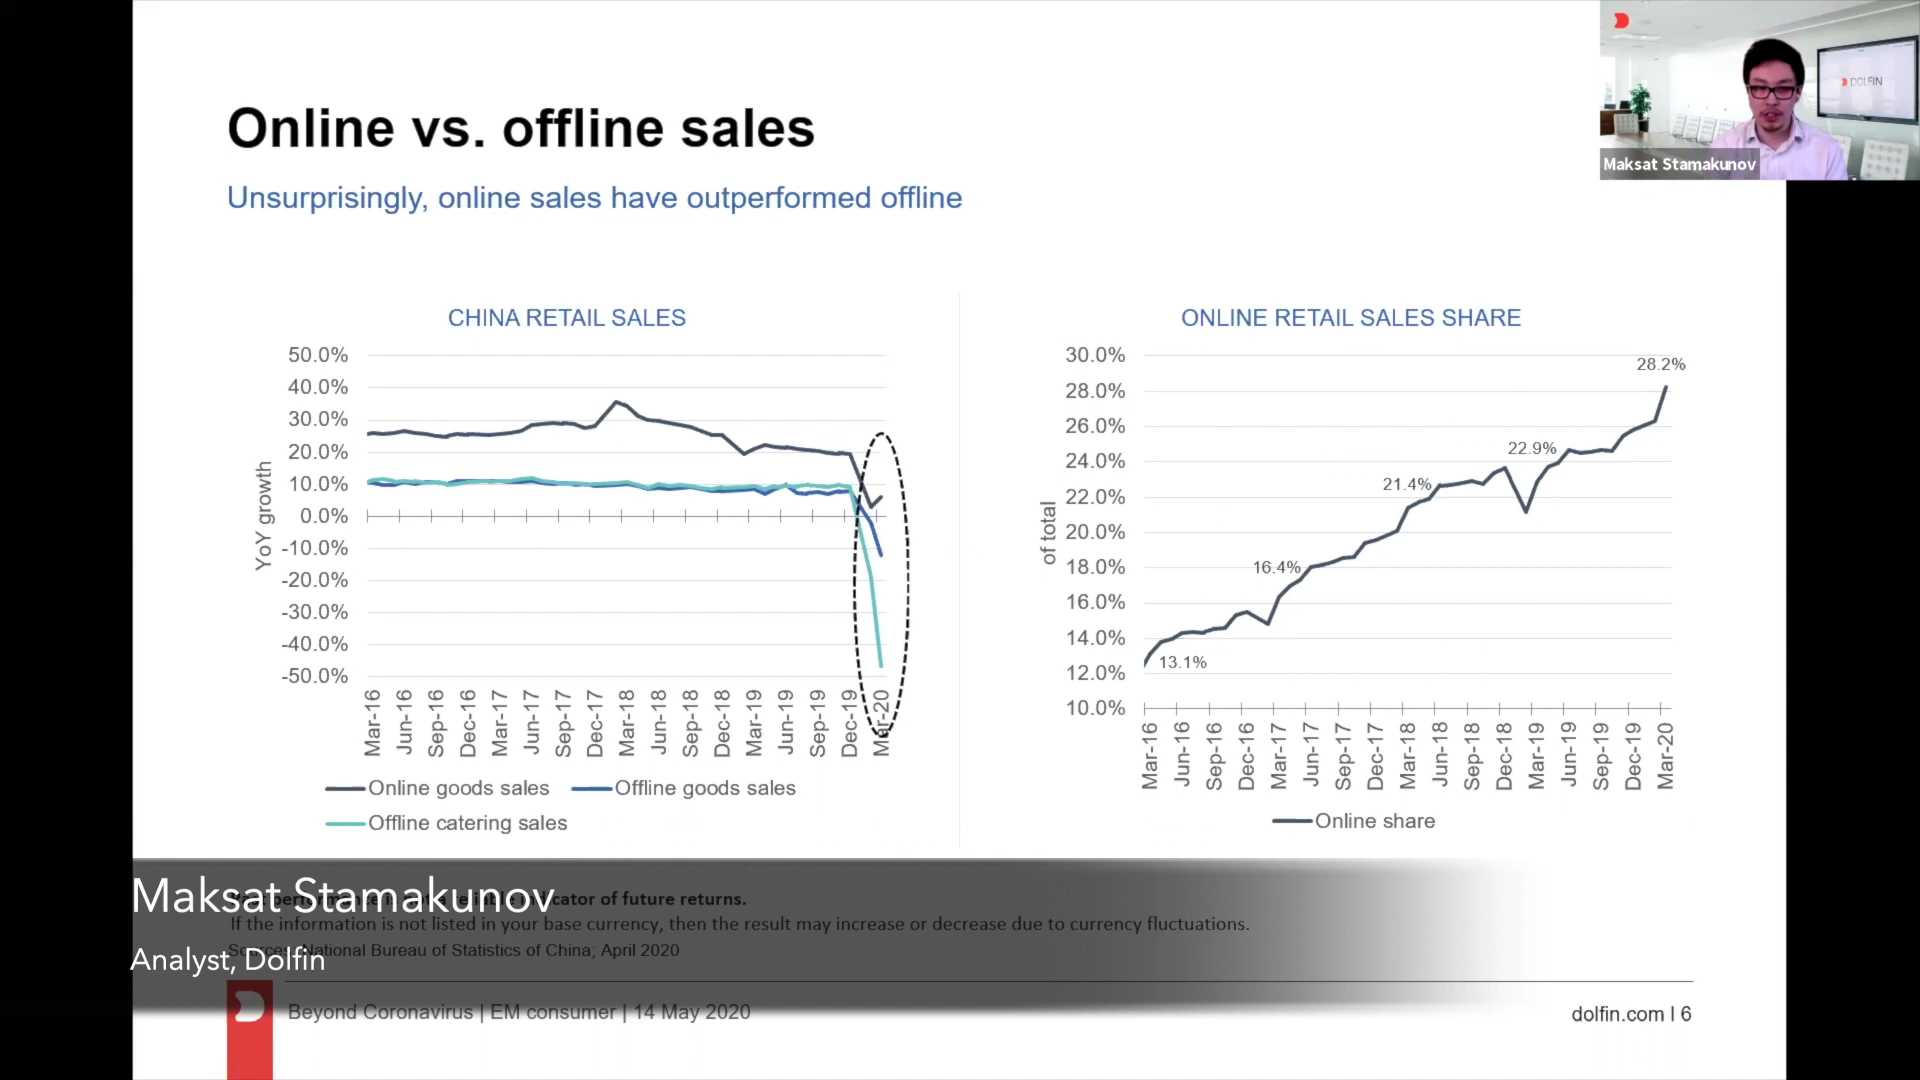 DOLFIN
Maksat Stamakunov
Online vs. offline sales
Unsurprisingly, online sales have outperformed offline
CHINA RETAIL SALES
50.0%
40.0%
30.0%
20.0%
10.0%
0.0%
-10.0%
-20.0%
-30.0%
-40.0%
-50.0%
YoY growth
Mar-16
Jun-16
Sep-16
Dec-16
Mar-17
Jun-17
Sep-17
Dec-17
Mar-18
Jun-18
Sep-18
Dec-18
Mar-19
Jun-19
Sep-19
Dec-19
Mar-20
Online goods sales
Offline goods sales
Offline catering sales
ONLINE RETAIL SALES SHARE
30.0%
28.0%
26.0%
24.0%
22.0%
20.0%
18.0%
16.0%
14.0%
12.0%
10.0%
of total
13.1%
16.4%
21.4%
22.9%
28.2%
Mar-16
Jun-16
Sep-16
Dec-16
Mar-17
Jun-17
Sep-17
Dec-17
Mar-18
Jun-18
Sep-18
Dec-18
Mar-19
Jun-19
Sep-19
Dec-19
Mar-20
Online share
Maksat Stamakunov
of future returns.
If the information is not listed in your base currency, then the result may increase or decrease due to currency fluctuations.
National Bureau of Statistics of China; April 2020
Analyst, Dolfin
Beyond Coronavirus | EM consumer | 14 May 2020
dolfin.com | 6